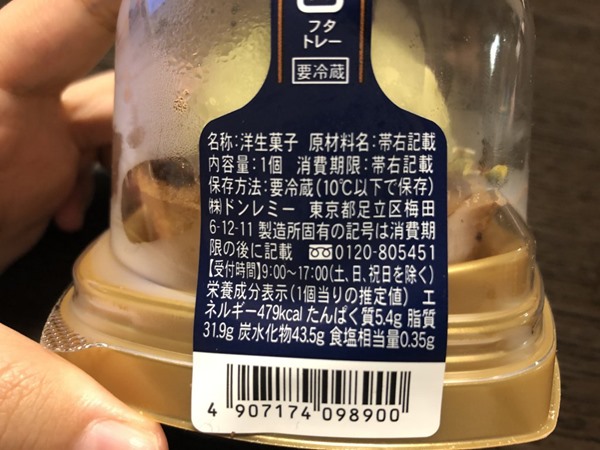 フタ
トレー
要冷蔵
名称:洋生菓子 原材料名:帯右記載
内容量:1個 消費期限:帯右記載
保存方法:要冷蔵(10℃以下で保存)
㈱ドンレミー 東京都足立区梅田
6-12-11 製造所固有の記号は消費期
限の後に記載 0120-805451
【受付時間】9:00〜17:00(土、日、祝日を除く)
栄養成分表示(1個当りの推定値) エ
ネルギー479kcal たんぱく質5.4g 脂質
31.9g 炭水化物43.5g 食塩相当量0.35g
4 907174 098900